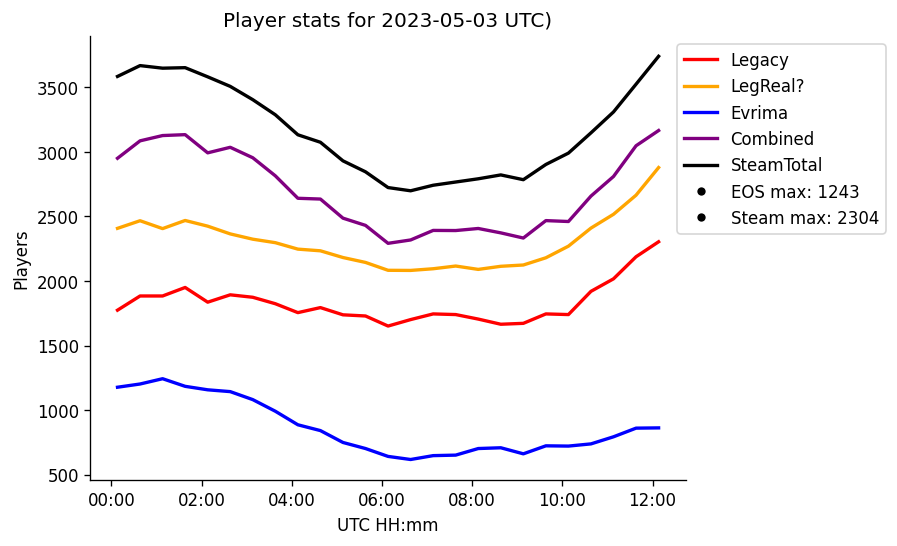 Player stats for 2023-05-03 UTC)
Players
3500
3000
2500
2000
1500
1000
500
00:00 02:00 04:00 06:00 08:00 10:00 12:00
UTC HH:mm
Legacy
LegReal?
Evrima
Combined
SteamTotal
EOS max: 1243
Steam max: 2304